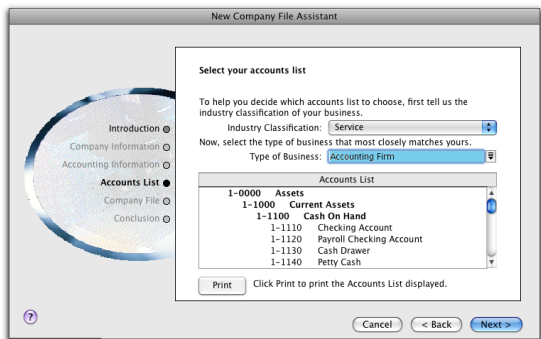 New Company File Assistant
Introduction
Company Information
Accounting Information
Accounts List
Company File
Conclusion
Select your accounts list
To help you decide which accounts list to choose, first tell us the
industry classification of your business.
Industry Classification: Service
Now, select the type of business that most closely matches yours.
Type of Business: Accounting Firm
Accounts List
1-0000 Assets
1-1000 Current Assets
1-1100 Cash On Hand
1-1110 Checking Account
1-1120 Payroll Checking Account
1-1130 Cash Drawer
1-1140 Petty Cash
Print Click Print to print the Accounts List displayed.
? Cancel < Back Next >